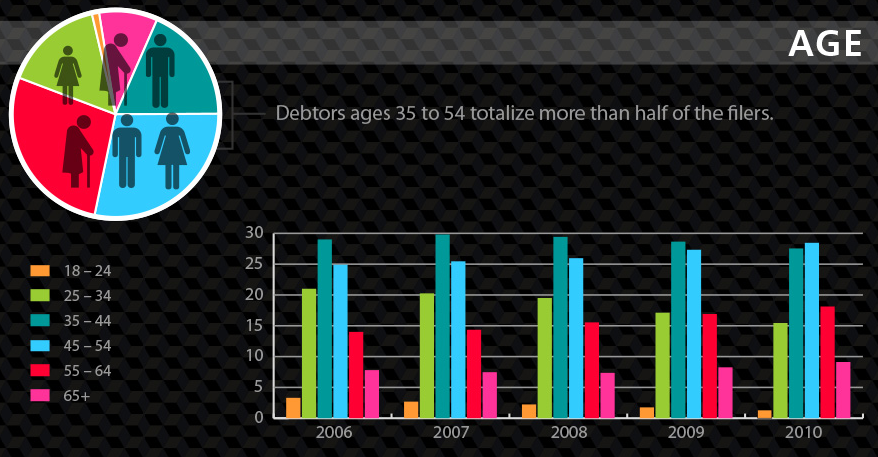 AGE
Debtors ages 35 to 54 totalize more than half of the filers.
18 – 24
25 – 34
35 – 44
45 – 54
55 – 64
65+
30
25
20
15
10
5
0
2006 2007 2008 2009 2010